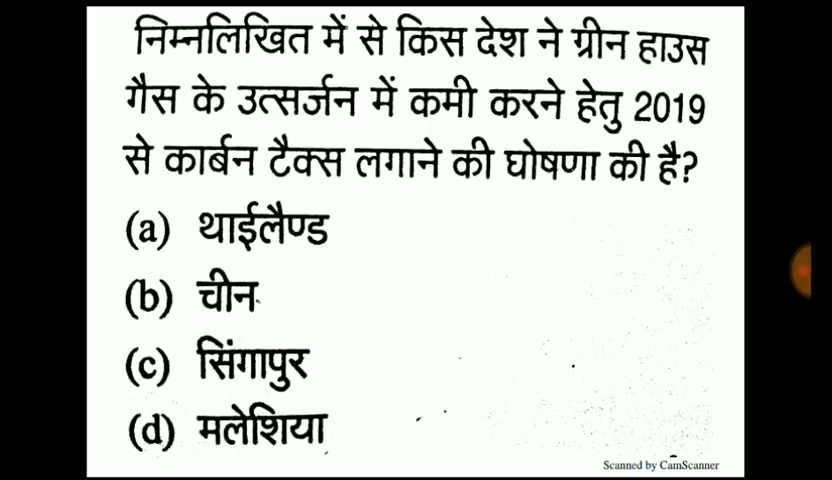 निम्नलिखित में से किस देश ने ग्रीन हाउस
गैस के उत्सर्जन में कमी करने हेतु 2019
से कार्बन टैक्स लगाने की घोषणा की है?
(a) थाईलैण्ड
(b) चीन
(c) सिंगापुर
(d) मलेशिया
Scanned by CamScanner